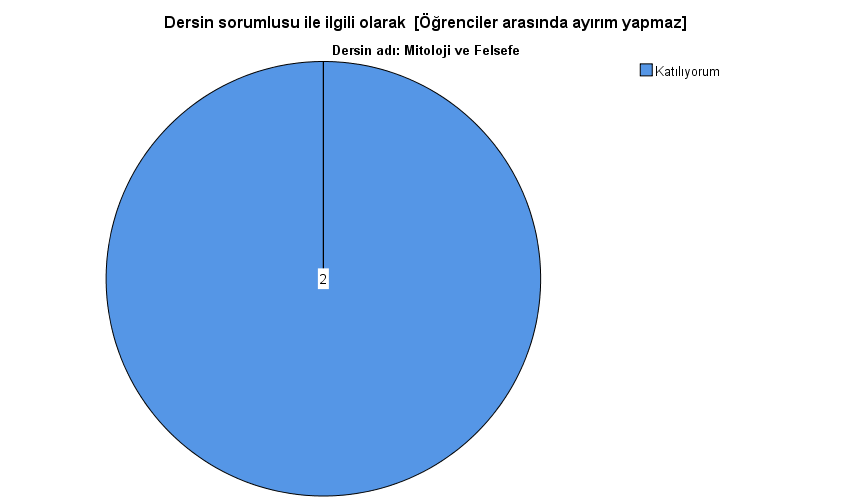 Dersin sorumlusu ile ilgili olarak  [Öğrenciler arasında ayırım yapmaz]
Dersin adı: Mitoloji ve Felsefe
Katılıyorum
2